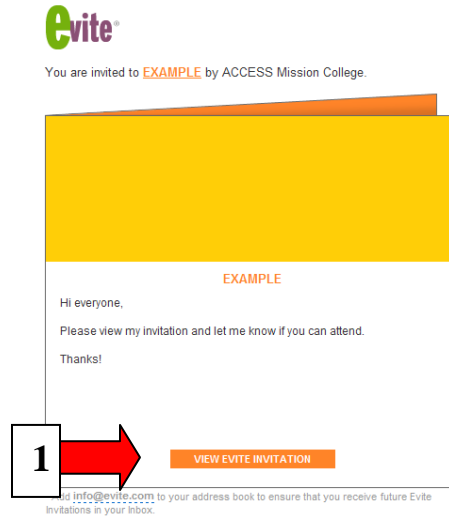 evite®
You are invited to EXAMPLE by ACCESS Mission College.
EXAMPLE
Hi everyone,
Please view my invitation and let me know if you can attend.
Thanks!
1
VIEW EVITE INVITATION
info@evite.com to your address book to ensure that you receive future Evite
Invitations in your Inbox.